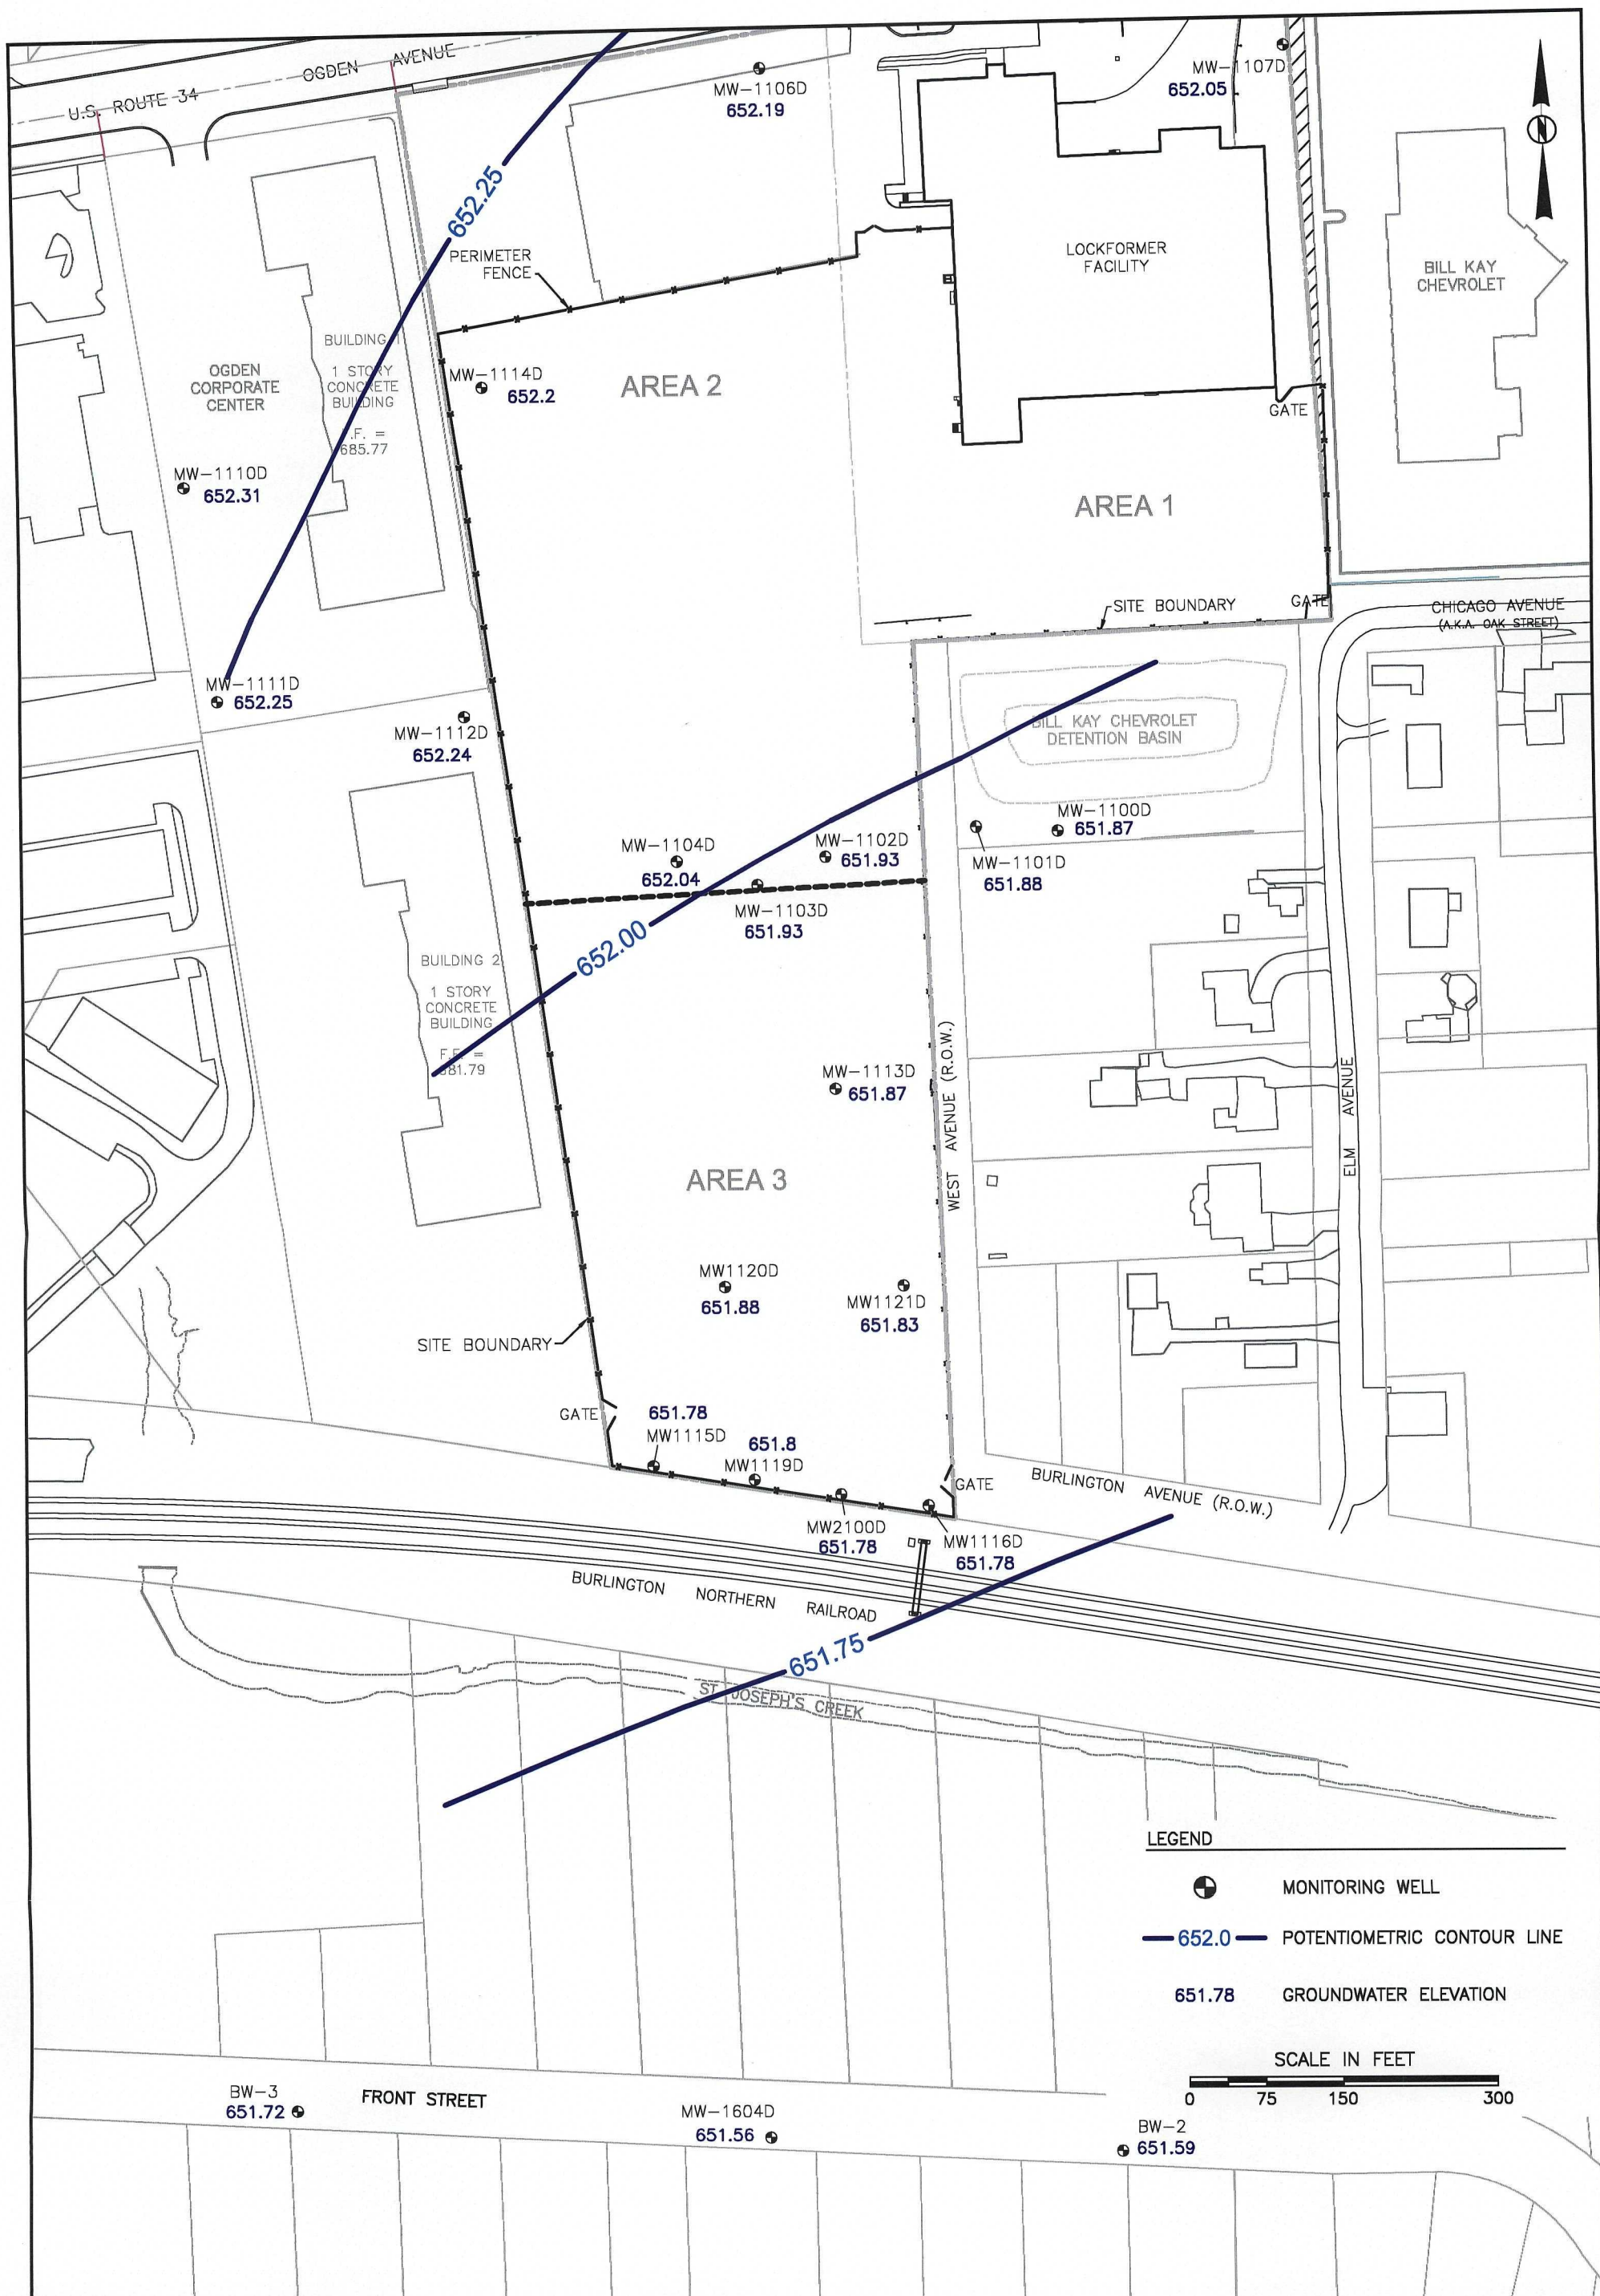 OGDEN AVENUE
U.S. ROUTE 34
MW-1106D
652.19
MW-1107D
652.05
N
652.25
PERIMETER
FENCE
LOCKFORMER
FACILITY
BILL KAY
CHEVROLET
BUILDING 1
1 STORY
CONCRETE
BUILDING
F.F. =
685.77
OGDEN
CORPORATE
CENTER
MW-1114D
652.2
AREA 2
GATE
MW-1110D
652.31
AREA 1
SITE BOUNDARY
GATE
CHICAGO AVENUE
(A.K.A. OAK STREET)
MW-1111D
652.25
MW-1112D
652.24
BILL KAY CHEVROLET
DETENTION BASIN
MW-1104D
652.04
MW-1102D
651.93
MW-1100D
651.87
MW-1101D
651.88
MW-1103D
651.93
652.00
BUILDING 2
1 STORY
CONCRETE
BUILDING
F.F. =
681.79
MW-1113D
651.87
WEST AVENUE (R.O.W.)
ELM AVENUE
AREA 3
MW1120D
651.88
MW1121D
651.83
SITE BOUNDARY
GATE
651.78
MW1115D
651.8
MW1119D
GATE
BURLINGTON AVENUE (R.O.W.)
MW2100D
651.78
MW1116D
651.78
BURLINGTON NORTHERN RAILROAD
651.75
ST. JOSEPH'S CREEK
LEGEND
MONITORING WELL
652.0 POTENTIOMETRIC CONTOUR LINE
651.78 GROUNDWATER ELEVATION
SCALE IN FEET
0 75 150 300
BW-3
651.72
FRONT STREET
MW-1604D
651.56
BW-2
651.59